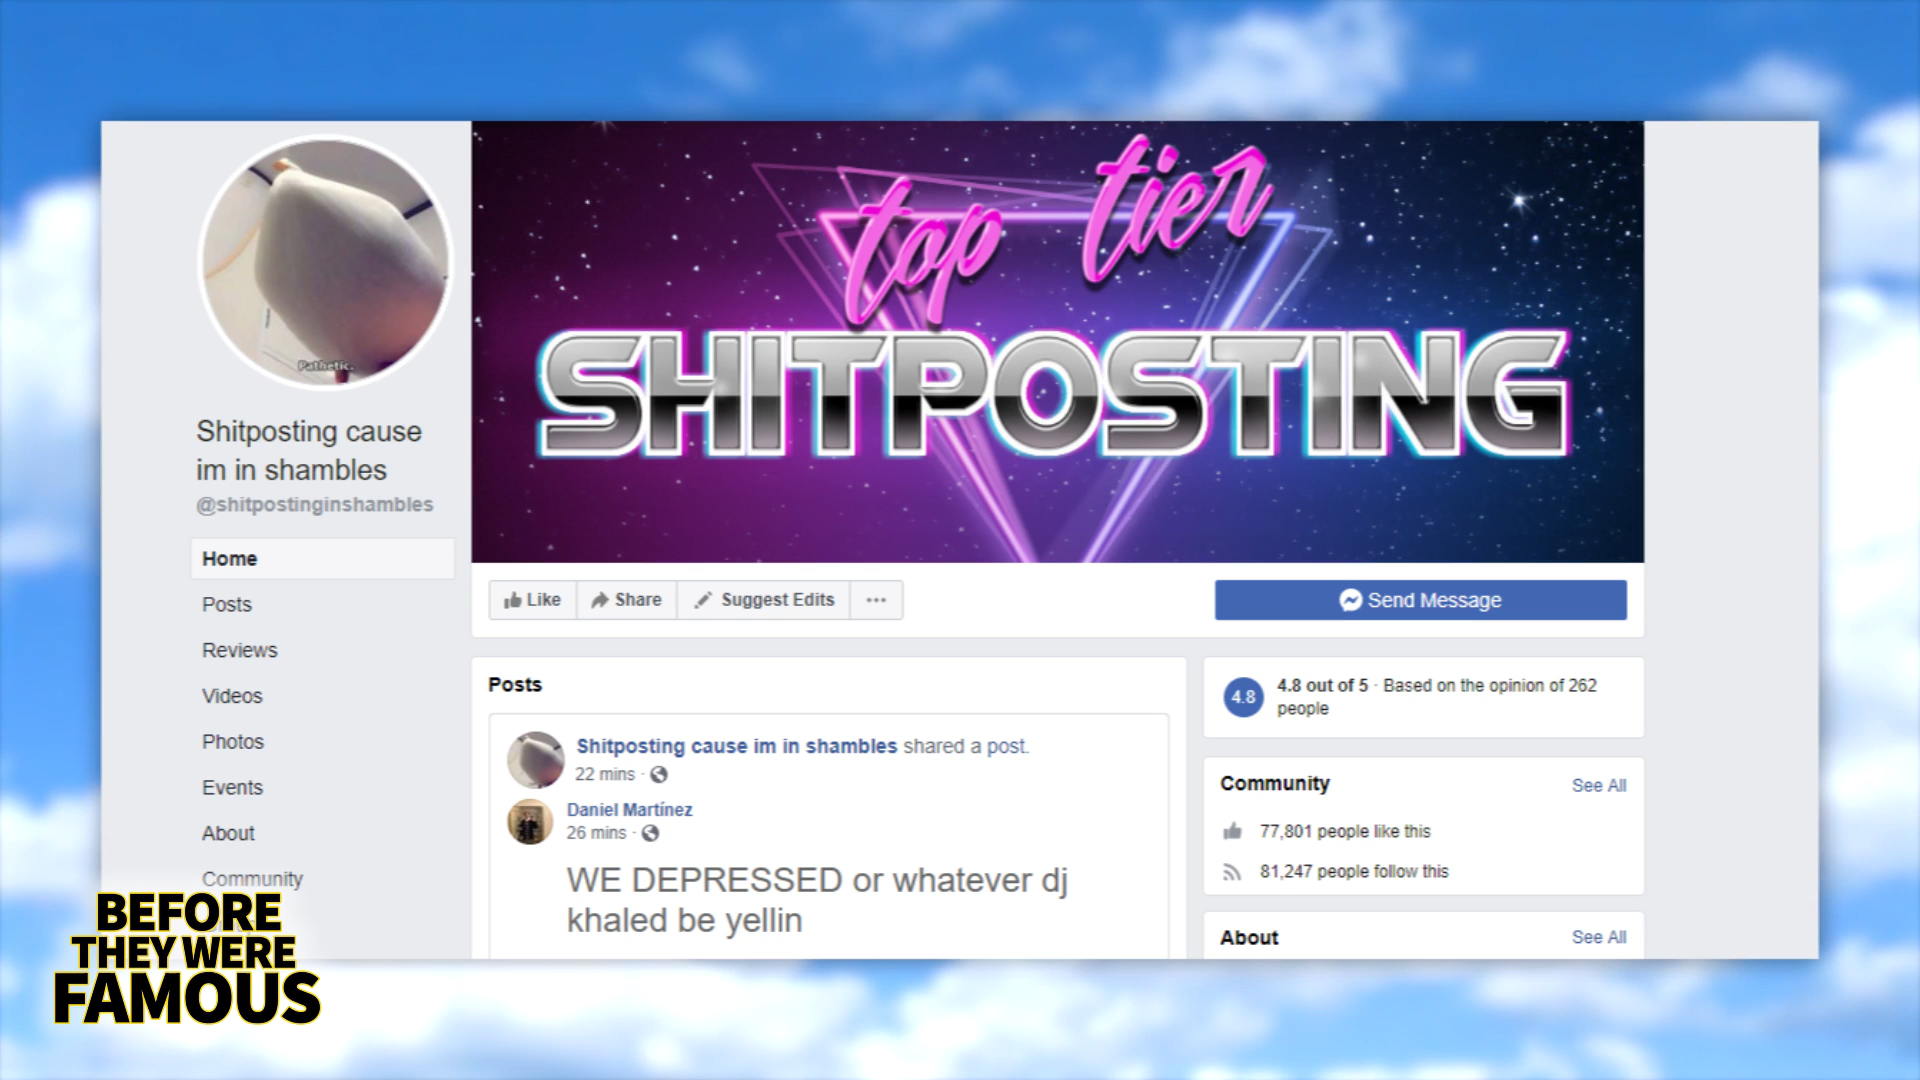 top tier
SHITPOSTING
Pathetic.
Shitposting cause
im in shambles
@shitpostinginshambles
Home
Posts
Reviews
Videos
Photos
Events
About
Community
Like
Share
Suggest Edits
...
Send Message
Posts
Shitposting cause im in shambles shared a post.
22 mins ·
Daniel Martínez
26 mins ·
WE DEPRESSED or whatever dj
khaled be yellin
4.8
4.8 out of 5 · Based on the opinion of 262
people
Community
See All
77,801 people like this
81,247 people follow this
About
See All
BEFORE
THEY WERE
FAMOUS